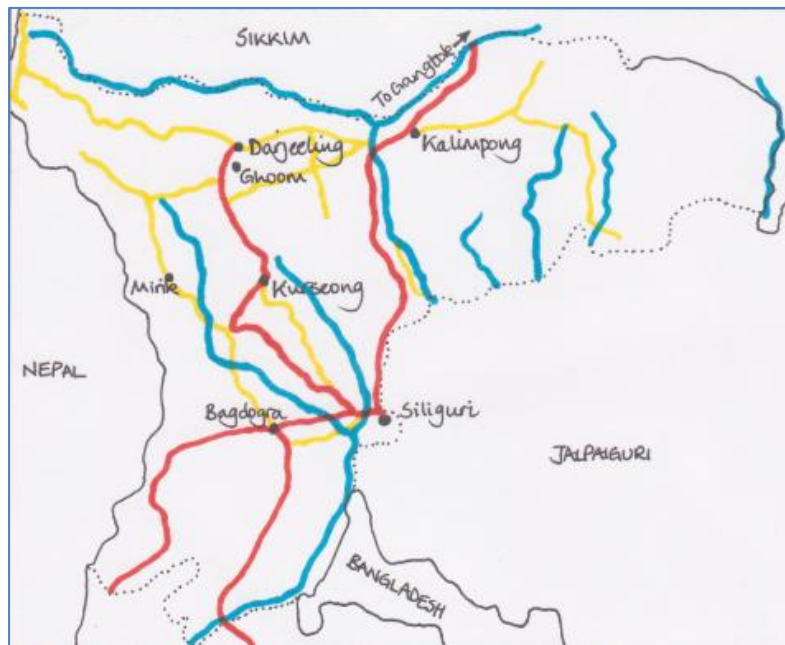 SIKKIM
To Gangtok
Darjeeling
Ghoom
Kalimpong
Mirik
Kurseong
NEPAL
Bagdogra
Siliguri
JALPAIGURI
BANGLADESH